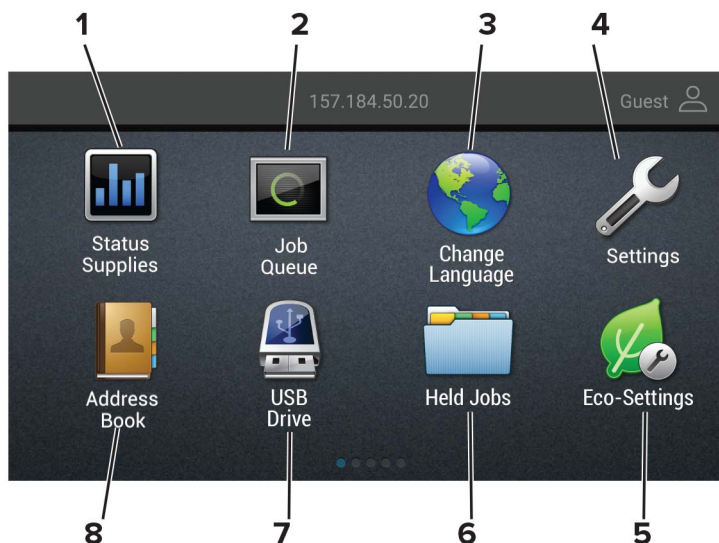 1 2 3 4
157.184.50.20 Guest
Status Supplies
Job Queue
Change Language
Settings
Address Book
USB Drive
Held Jobs
Eco-Settings
8 7 6 5